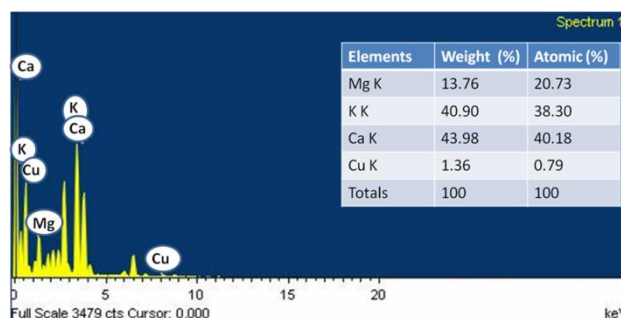 Spectrum 1
Ca
K
Cu
Mg
K
Ca
Cu
Elements Weight (%) Atomic (%)
Mg K 13.76 20.73
K K 40.90 38.30
Ca K 43.98 40.18
Cu K 1.36 0.79
Totals 100 100
0 5 10 15 20
Full Scale 3479 cts Cursor: 0.000 keV